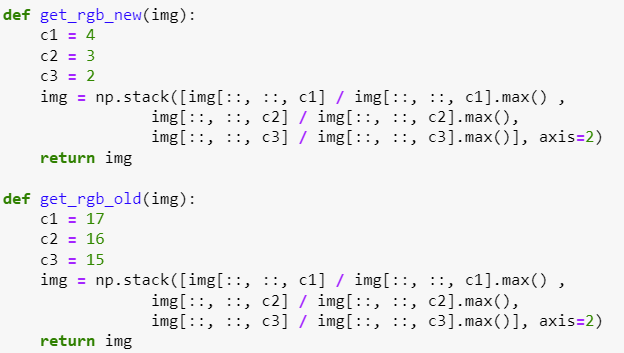 def get_rgb_new(img):
    c1 = 4
    c2 = 3
    c3 = 2
    img = np.stack([img[::, ::, c1] / img[::, ::, c1].max() ,
                img[::, ::, c2] / img[::, ::, c2].max(),
                img[::, ::, c3] / img[::, ::, c3].max()], axis=2)
    return img

def get_rgb_old(img):
    c1 = 17
    c2 = 16
    c3 = 15
    img = np.stack([img[::, ::, c1] / img[::, ::, c1].max() ,
                img[::, ::, c2] / img[::, ::, c2].max(),
                img[::, ::, c3] / img[::, ::, c3].max()], axis=2)
    return img